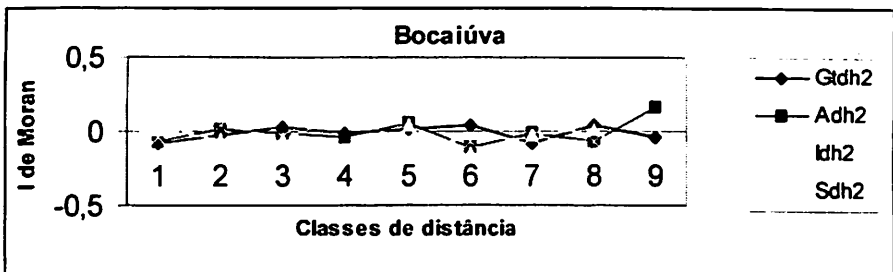 Bocaiúva
0,5
0
-0,5
I de Moran
1 2 3 4 5 6 7 8 9
Classes de distância
Gtdh2
Adh2
Idh2
Sdh2